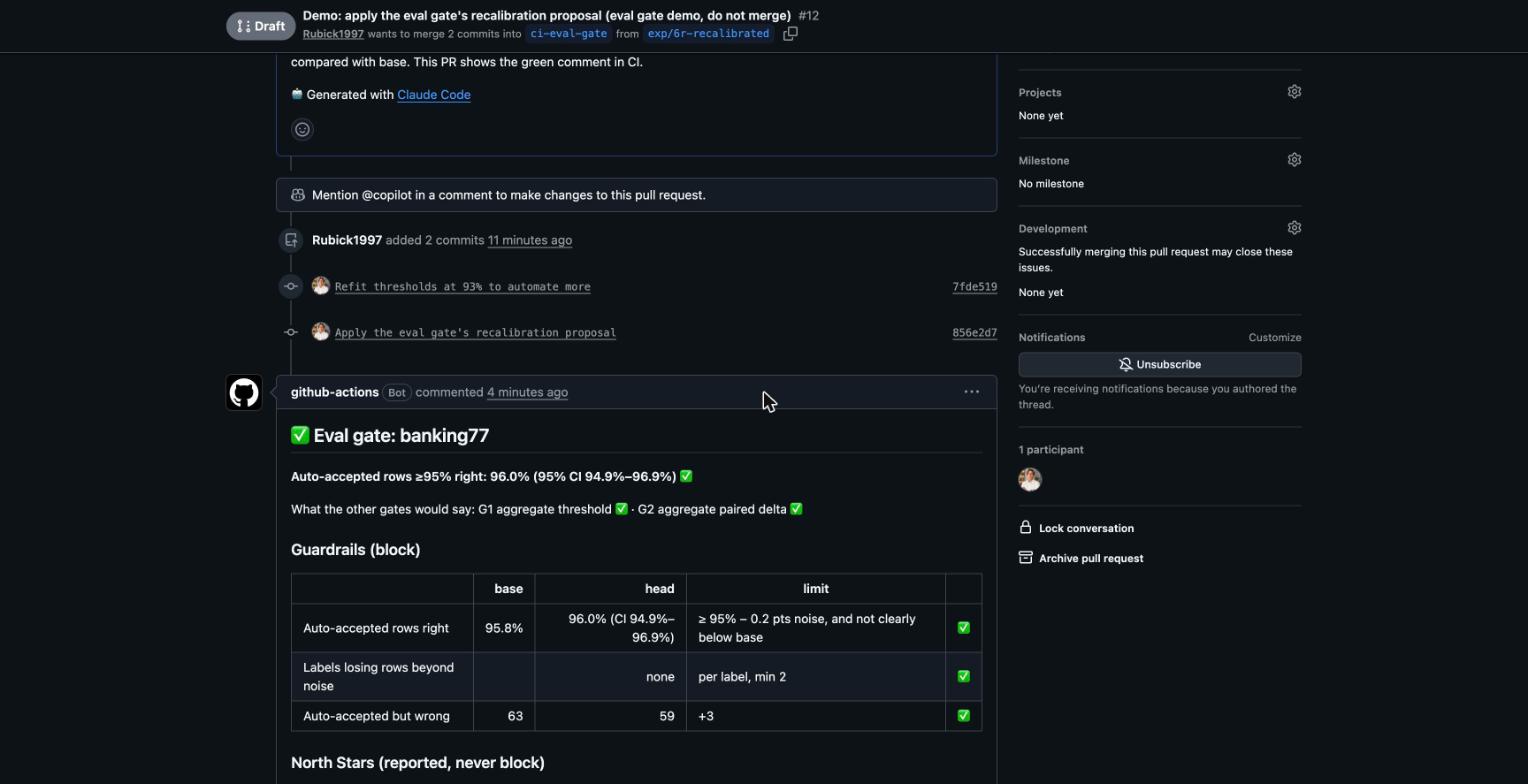 Draft
Demo: apply the eval gate's recalibration proposal (eval gate demo, do not merge) #12
Rubick1997 wants to merge 2 commits into ci-eval-gate from exp/6r-recalibrated
compared with base. This PR shows the green comment in CI.
Generated with Claude Code
Mention @copilot in a comment to make changes to this pull request.
Rubick1997 added 2 commits 11 minutes ago
Refit thresholds at 93% to automate more 7fde519
Apply the eval gate's recalibration proposal 856e2d7
github-actions Bot commented 4 minutes ago
✅ Eval gate: banking77
Auto-accepted rows ≥95% right: 96.0% (95% CI 94.9%–96.9%) ✅
What the other gates would say: G1 aggregate threshold ✅ · G2 aggregate paired delta ✅
Guardrails (block)
base head limit
Auto-accepted rows right 95.8% 96.0% (CI 94.9%–
96.9%) ≥ 95% − 0.2 pts noise, and not clearly
below base ✅
Labels losing rows beyond
noise none per label, min 2 ✅
Auto-accepted but wrong 63 59 +3 ✅
North Stars (reported, never block)
Projects
None yet
Milestone
No milestone
Development
Successfully merging this pull request may close these
issues.
None yet
Notifications Customize
Unsubscribe
You're receiving notifications because you authored the
thread.
1 participant
Lock conversation
Archive pull request